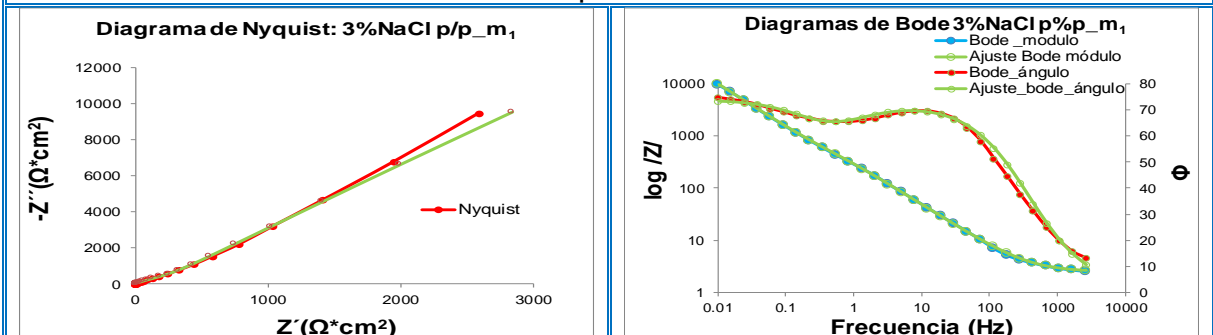 Diagrama de Nyquist: 3%NaCl p/p_m₁
12000
10000
8000
6000
4000
2000
0
-Z´´(Ω*cm²)
Nyquist
0
1000
2000
3000
Z´(Ω*cm²)
Diagramas de Bode 3%NaCl p%p_m₁
Bode _modulo
Ajuste Bode módulo
Bode_ángulo
Ajuste_bode_ángulo
10000
1000
100
10
1
log /Z/
80
70
60
50
40
30
20
10
0
Φ
0.01
0.1
1
10
100
1000
10000
Frecuencia (Hz)